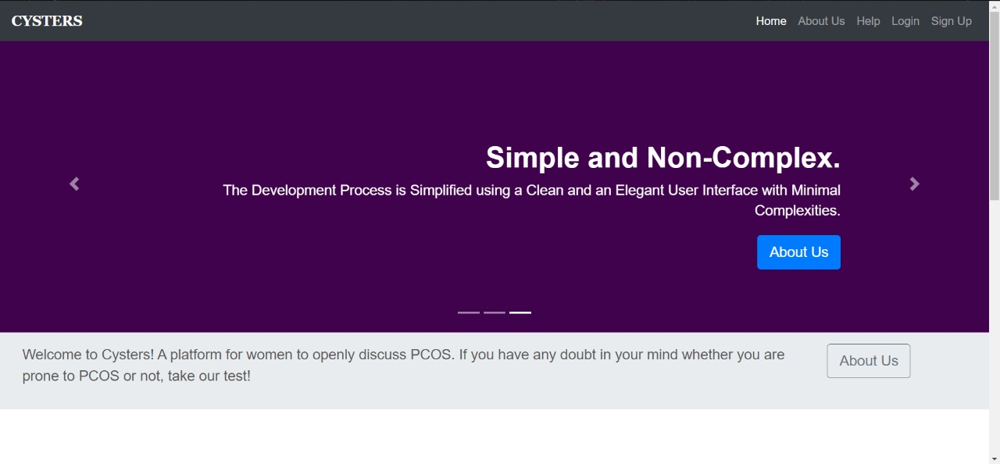 CYSTERS
Home About Us Help Login Sign Up
Simple and Non-Complex.
The Development Process is Simplified using a Clean and an Elegant User Interface with Minimal
Complexities.
About Us
Welcome to Cysters! A platform for women to openly discuss PCOS. If you have any doubt in your mind whether you are
prone to PCOS or not, take our test!
About Us